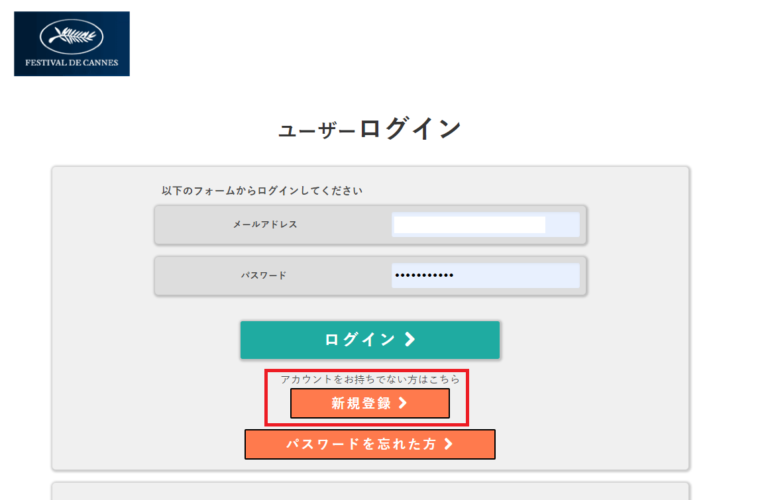 FESTIVAL DE CANNES
ユーザーログイン
以下のフォームからログインしてください
メールアドレス
パスワード
•••••••••••
ログイン
アカウントをお持ちでない方はこちら
新規登録
パスワードを忘れた方